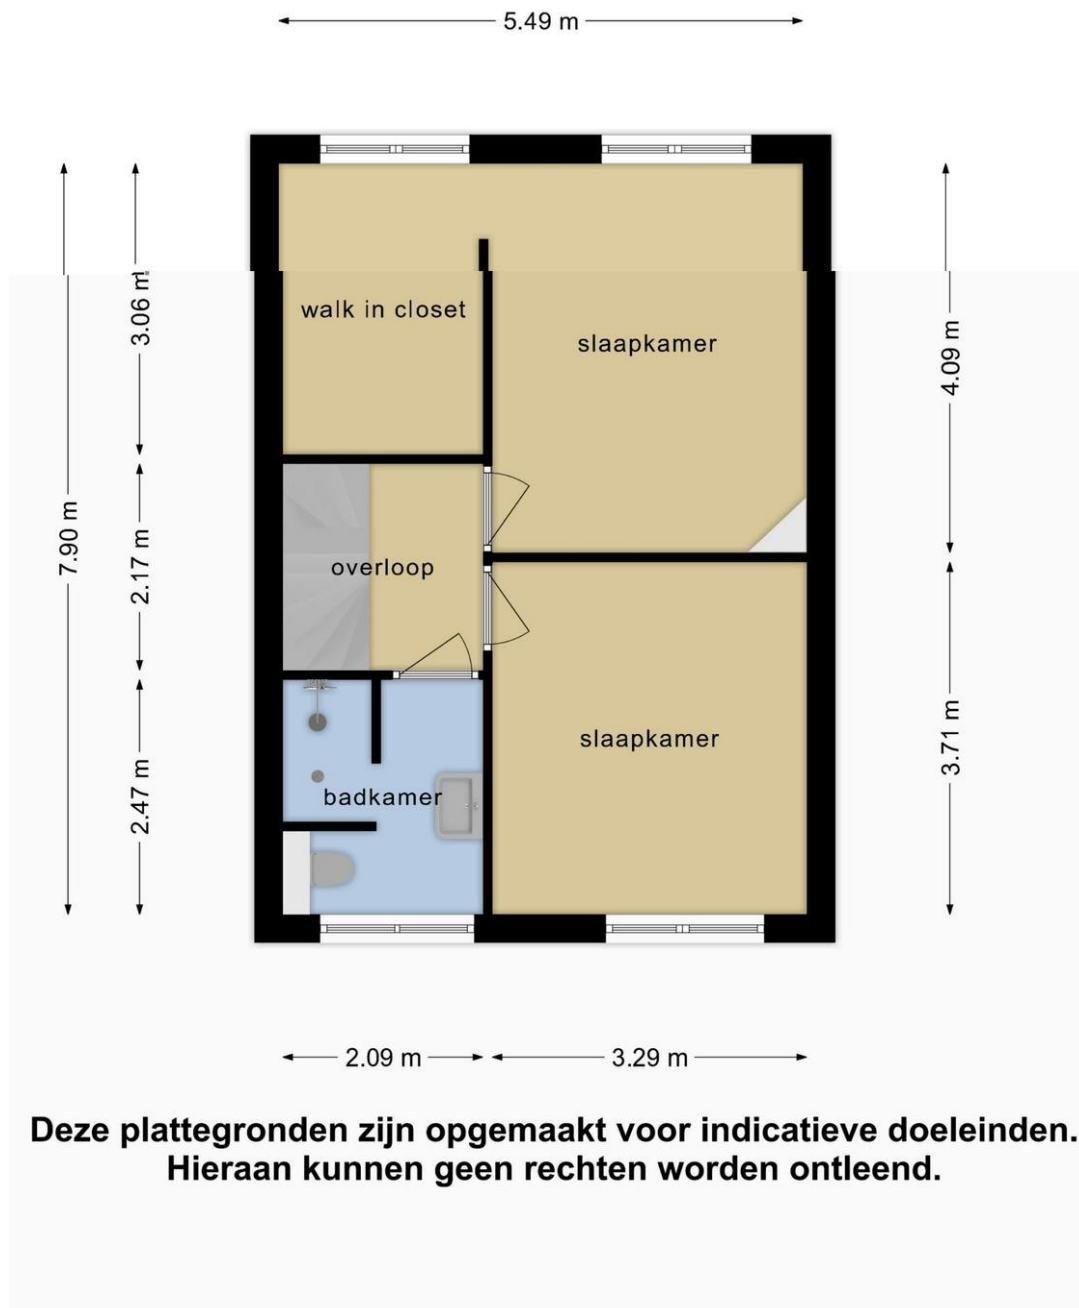 5.49 m
walk in closet
slaapkamer
3.06 m
4.09 m
7.90 m
2.17 m
overloop
slaapkamer
3.71 m
2.47 m
badkamer
2.09 m
3.29 m
Deze plattegronden zijn opgemaakt voor indicatieve doeleinden.
Hieraan kunnen geen rechten worden ontleend.